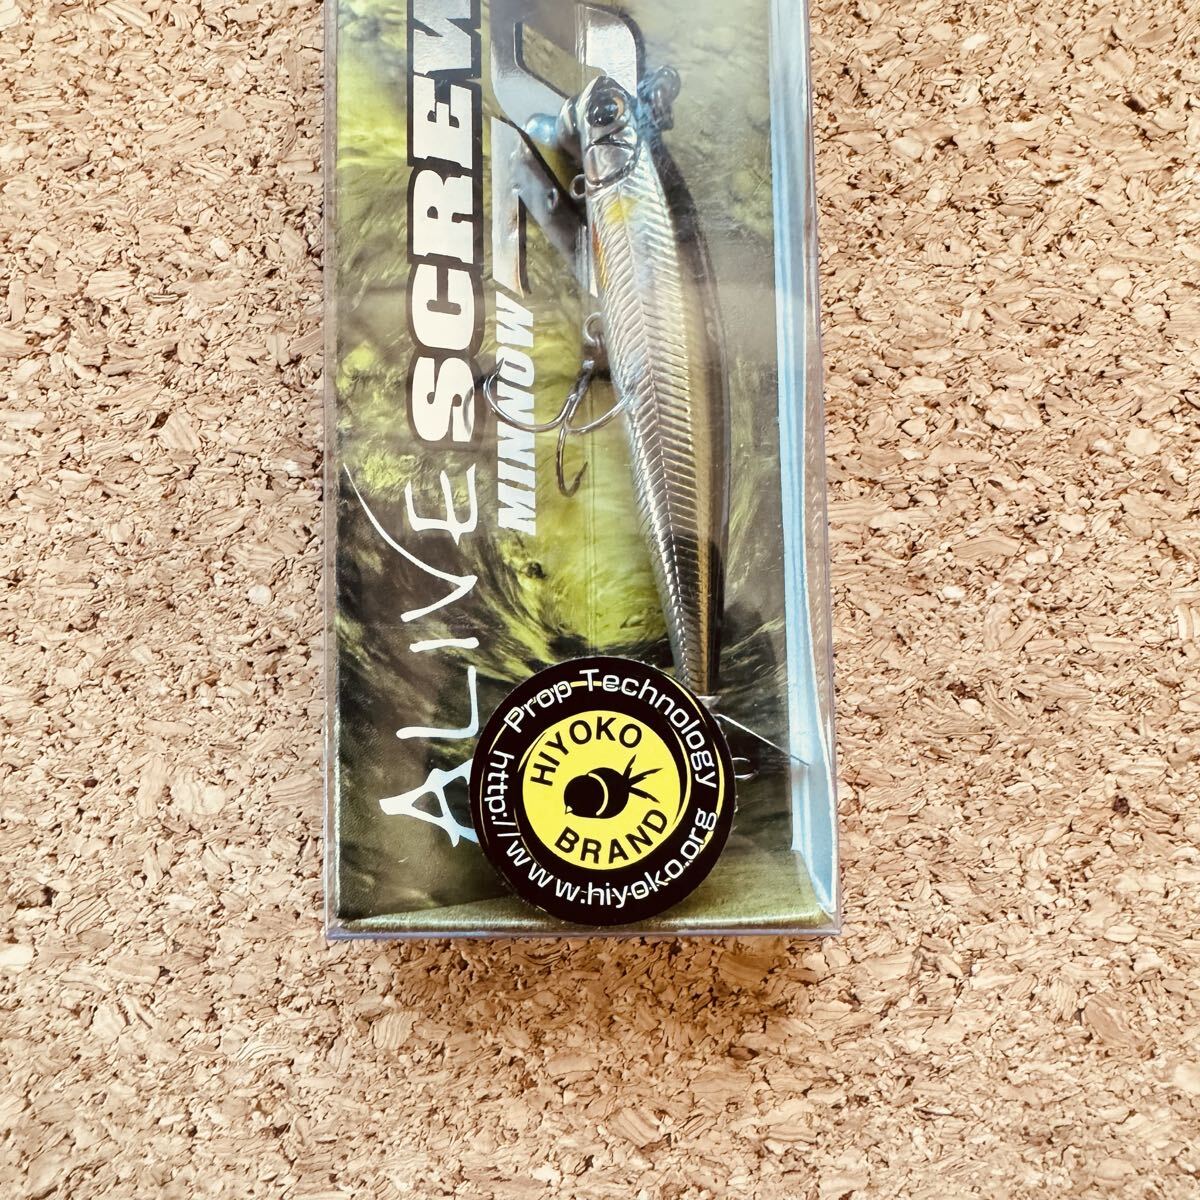 ALIVE SCREW
MINNOW
Prop Technology
HIYOKO
BRAND
http://www.hiyoko.org